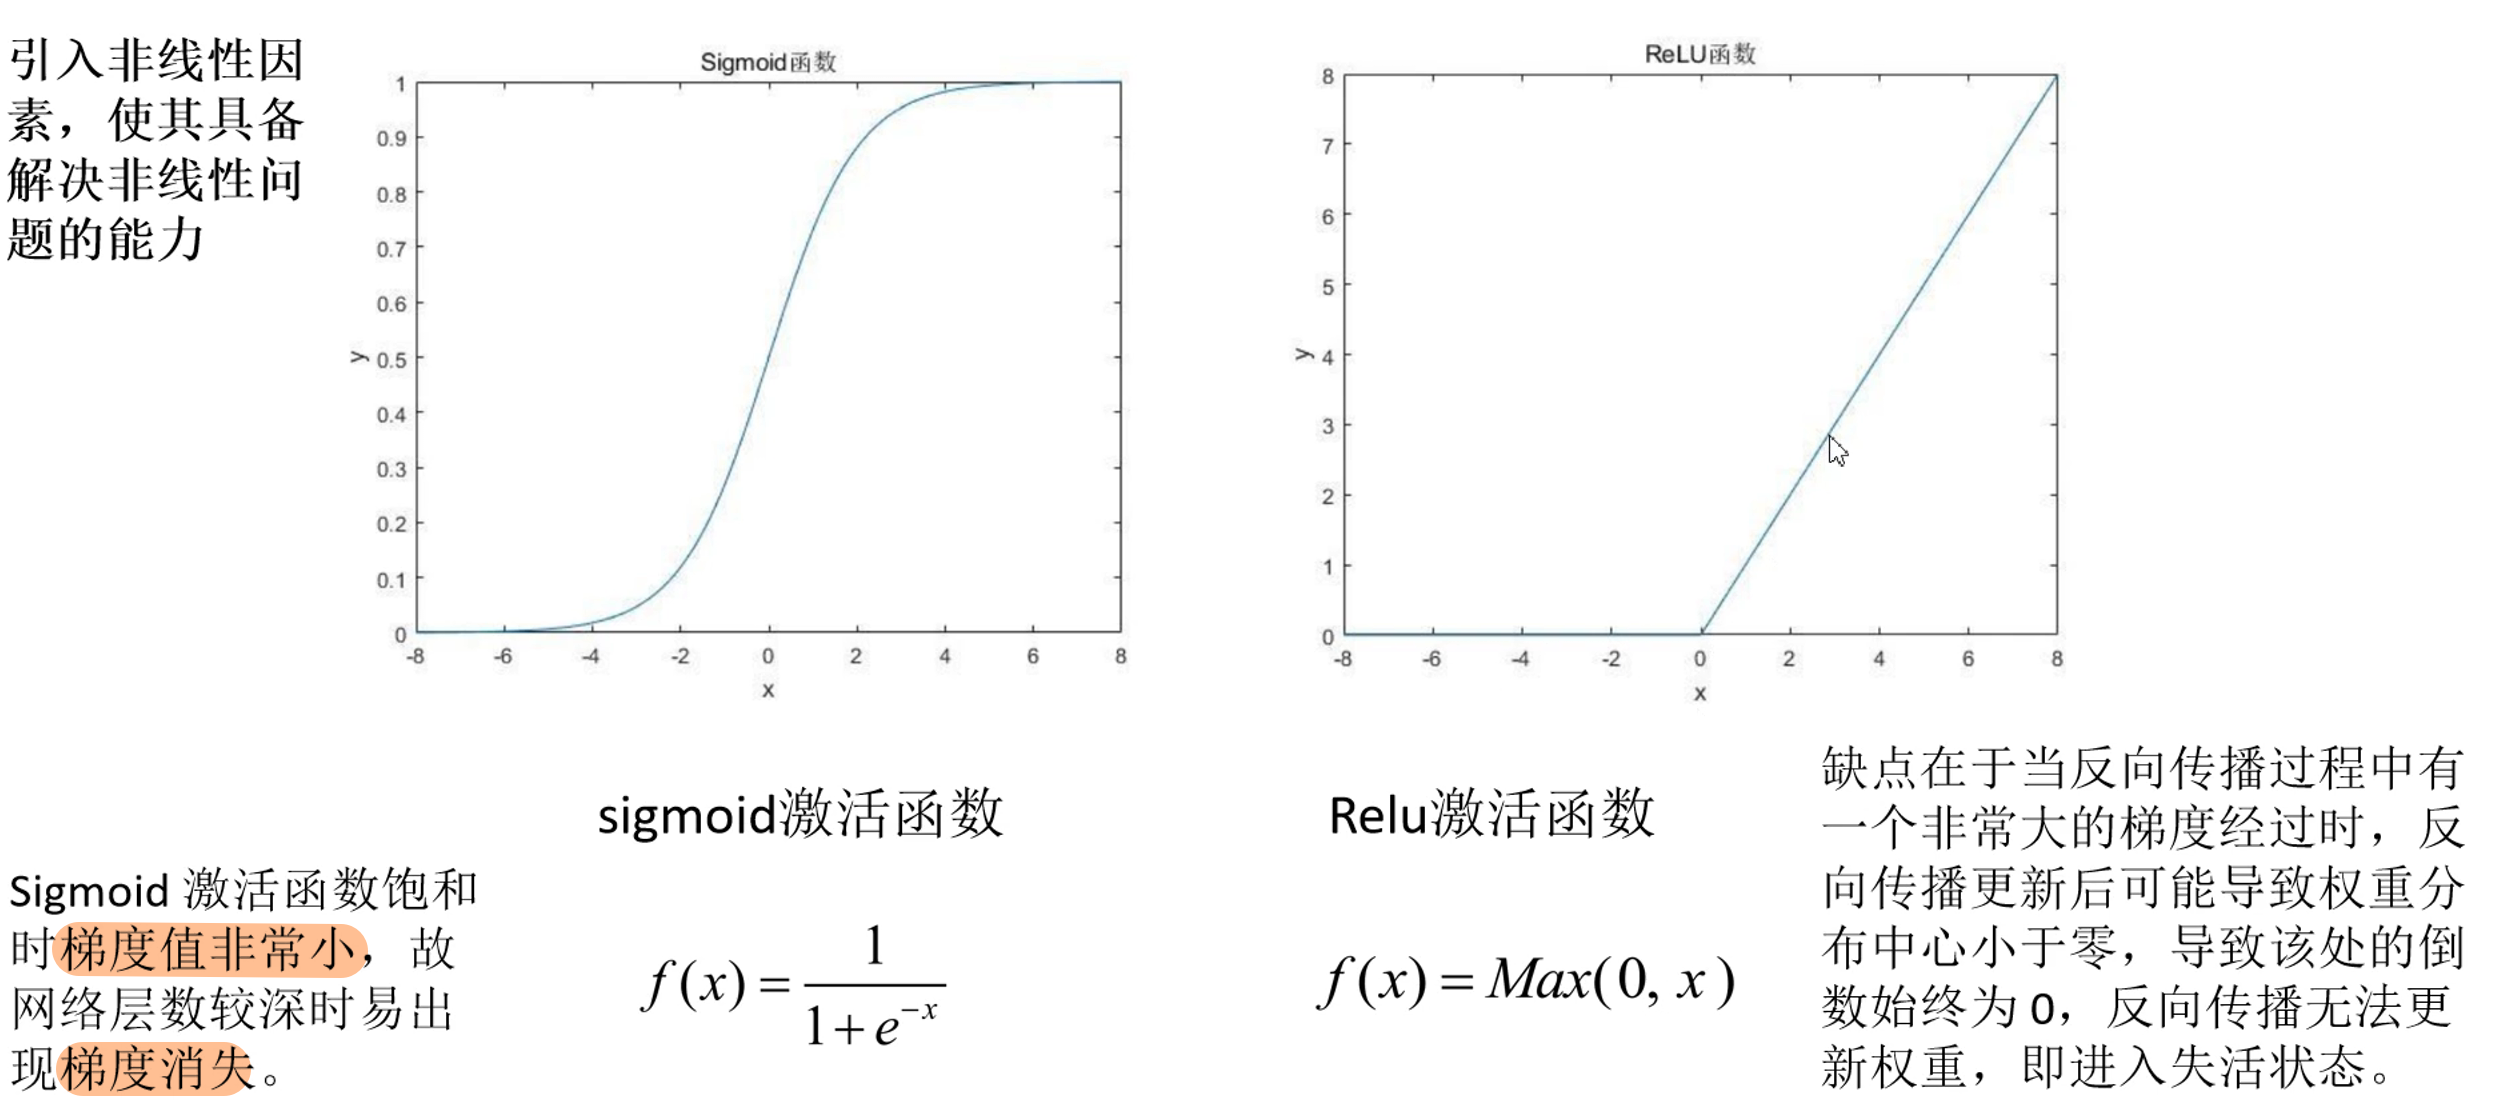 引入非线性因
素，使其具备
解决非线性问
题的能力
Sigmoid函数
1
0.9
0.8
0.7
0.6
0.5
0.4
0.3
0.2
0.1
0
y
-8 -6 -4 -2 0 2 4 6 8
x
ReLU函数
8
7
6
5
4
3
2
1
0
y
-8 -6 -4 -2 0 2 4 6 8
x
sigmoid激活函数
f(x) = 1 / (1+e^{-x})
Sigmoid 激活函数饱和
时梯度值非常小，故
网络层数较深时易出
现梯度消失。
Relu激活函数
f(x) = Max(0, x)
缺点在于当反向传播过程中有
一个非常大的梯度经过时，反
向传播更新后可能导致权重分
布中心小于零，导致该处的倒
数始终为 0，反向传播无法更
新权重，即进入失活状态。